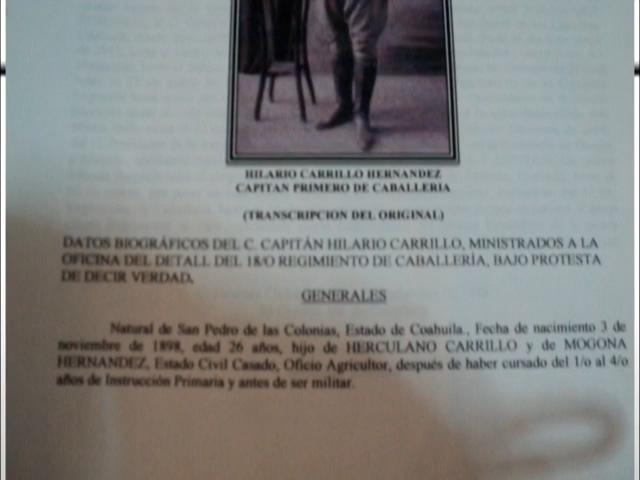 HILARIO CARRILLO HERNANDEZ
CAPITAN PRIMERO DE CABALLERIA
(TRANSCRIPCION DEL ORIGINAL)
DATOS BIOGRÁFICOS DEL C. CAPITÁN HILARIO CARRILLO, MINISTRADOS A LA
OFICINA DEL DETALL DEL 18/O REGIMIENTO DE CABALLERÍA, BAJO PROTESTA
DE DECIR VERDAD.
GENERALES
Natural de San Pedro de las Colonias, Estado de Coahuila., Fecha de nacimiento 3 de
noviembre de 1898, edad 26 años, hijo de HERCULANO CARRILLO y de MOGONA
HERNANDEZ, Estado Civil Casado, Oficio Agricultor, después de haber cursado del 1/o al 4/o
años de Instrucción Primaria y antes de ser militar.